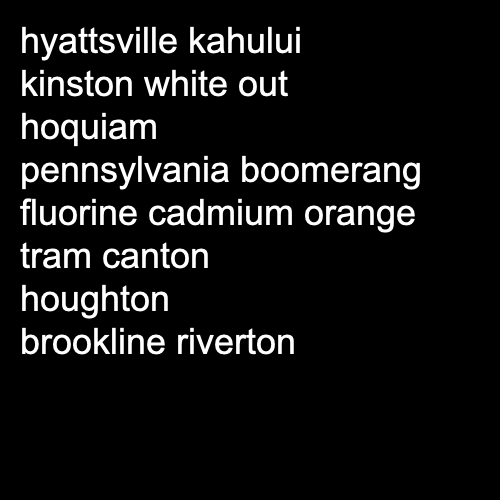 hyattsville kahului
kinston white out
hoquiam
pennsylvania boomerang
fluorine cadmium orange
tram canton
houghton
brookline riverton